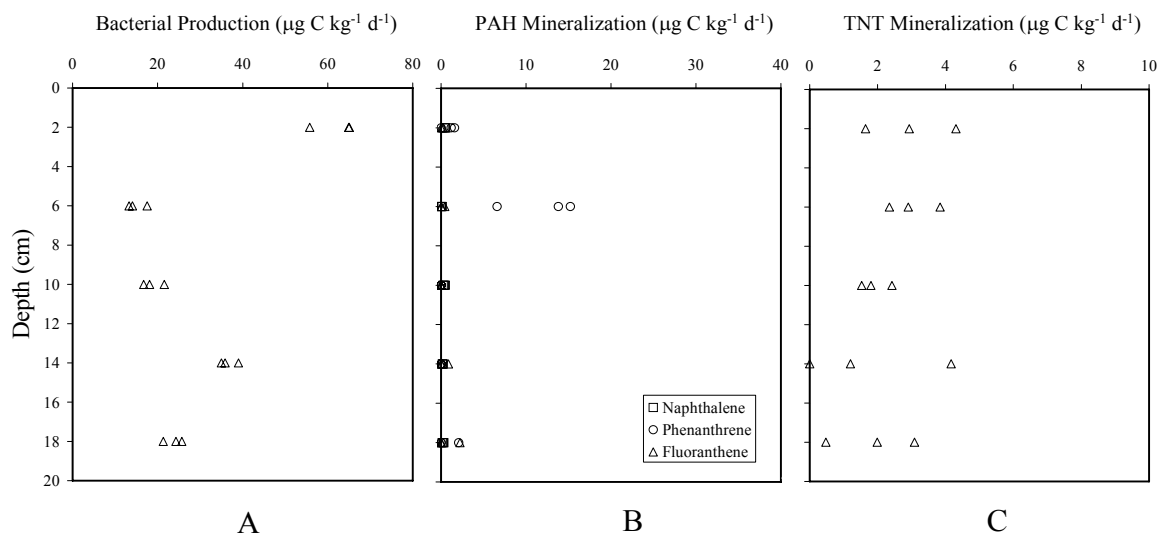 Bacterial Production (µg C kg⁻¹ d⁻¹)
PAH Mineralization (µg C kg⁻¹ d⁻¹)
TNT Mineralization (µg C kg⁻¹ d⁻¹)
0 20 40 60 80
0 10 20 30 40
0 2 4 6 8 10
Depth (cm)
0
2
4
6
8
10
12
14
16
18
20
Naphthalene
Phenanthrene
Fluoranthene
A
B
C